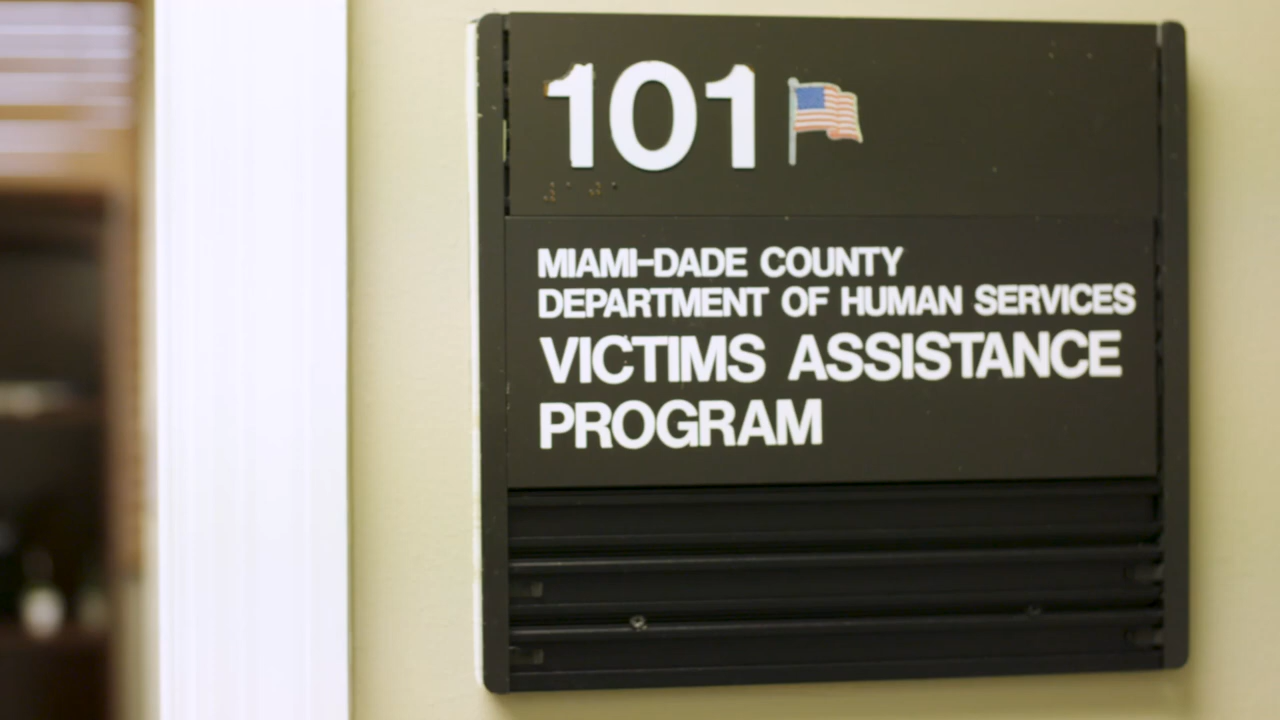 101
MIAMI-DADE COUNTY
DEPARTMENT OF HUMAN SERVICES
VICTIMS ASSISTANCE
PROGRAM